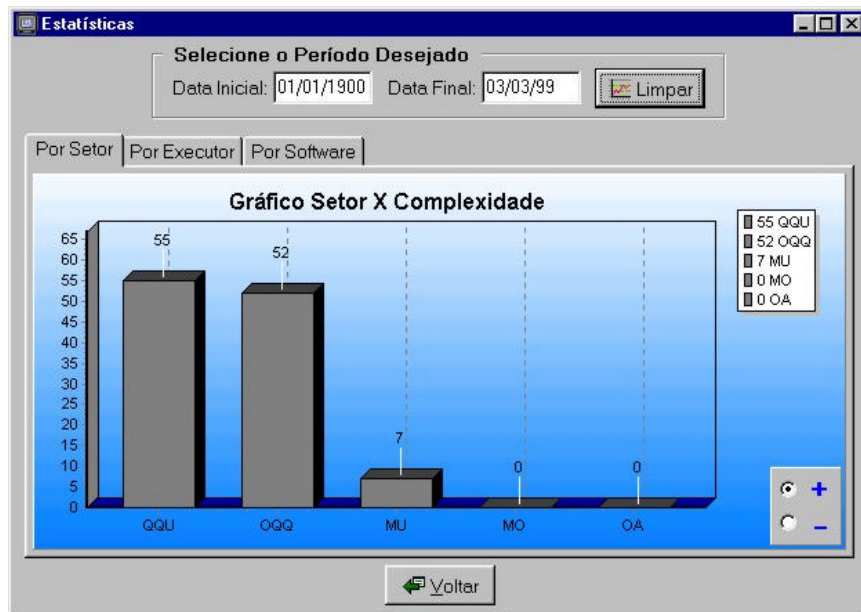 Estatísticas
Selecione o Período Desejado
Data Inicial: 01/01/1900 Data Final: 03/03/99 Limpar
Por Setor Por Executor Por Software
Gráfico Setor X Complexidade
55 QQU
52 OQQ
7 MU
0 MO
0 OA
65
60
55
50
45
40
35
30
25
20
15
10
5
0
55
52
7
0
0
QQU OQQ MU MO OA
+
–
Voltar